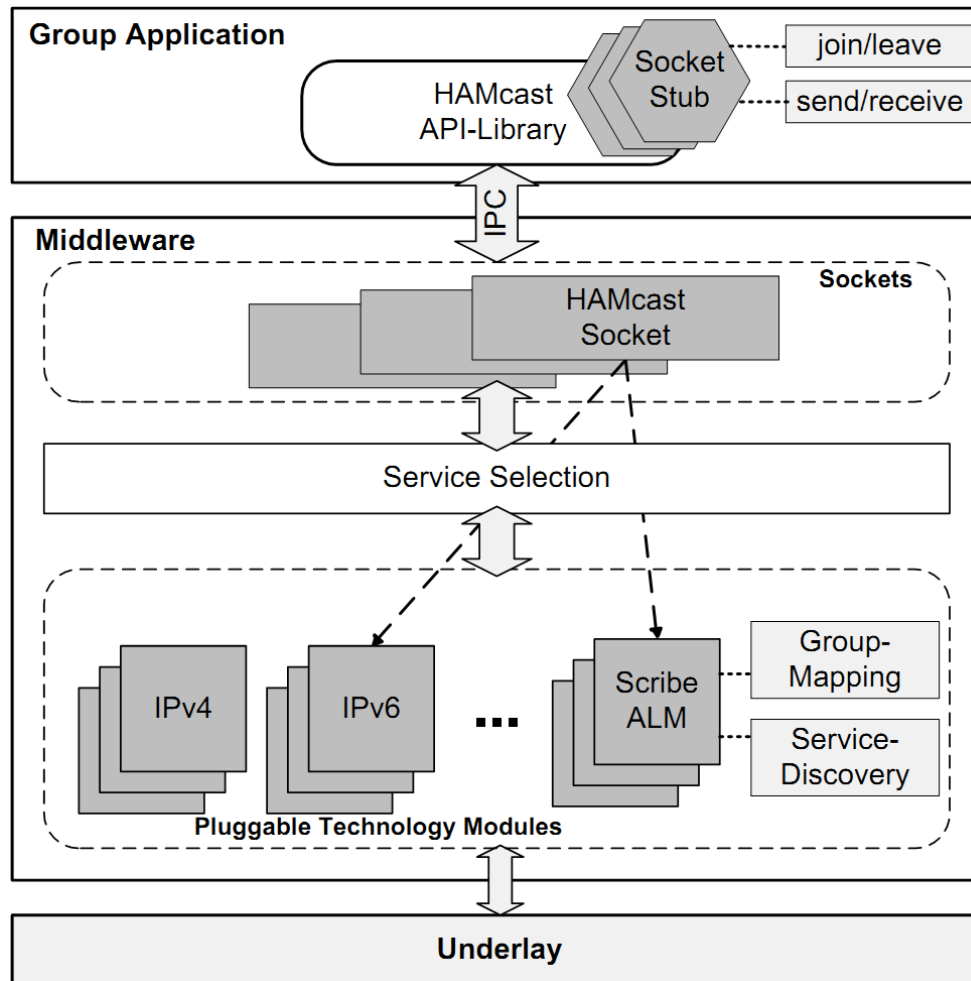 Group Application
HAMcast
API-Library
Socket
Stub
join/leave
send/receive
IPC
Middleware
Sockets
HAMcast
Socket
Service Selection
IPv4
IPv6
...
Scribe
ALM
Group-
Mapping
Service-
Discovery
Pluggable Technology Modules
Underlay